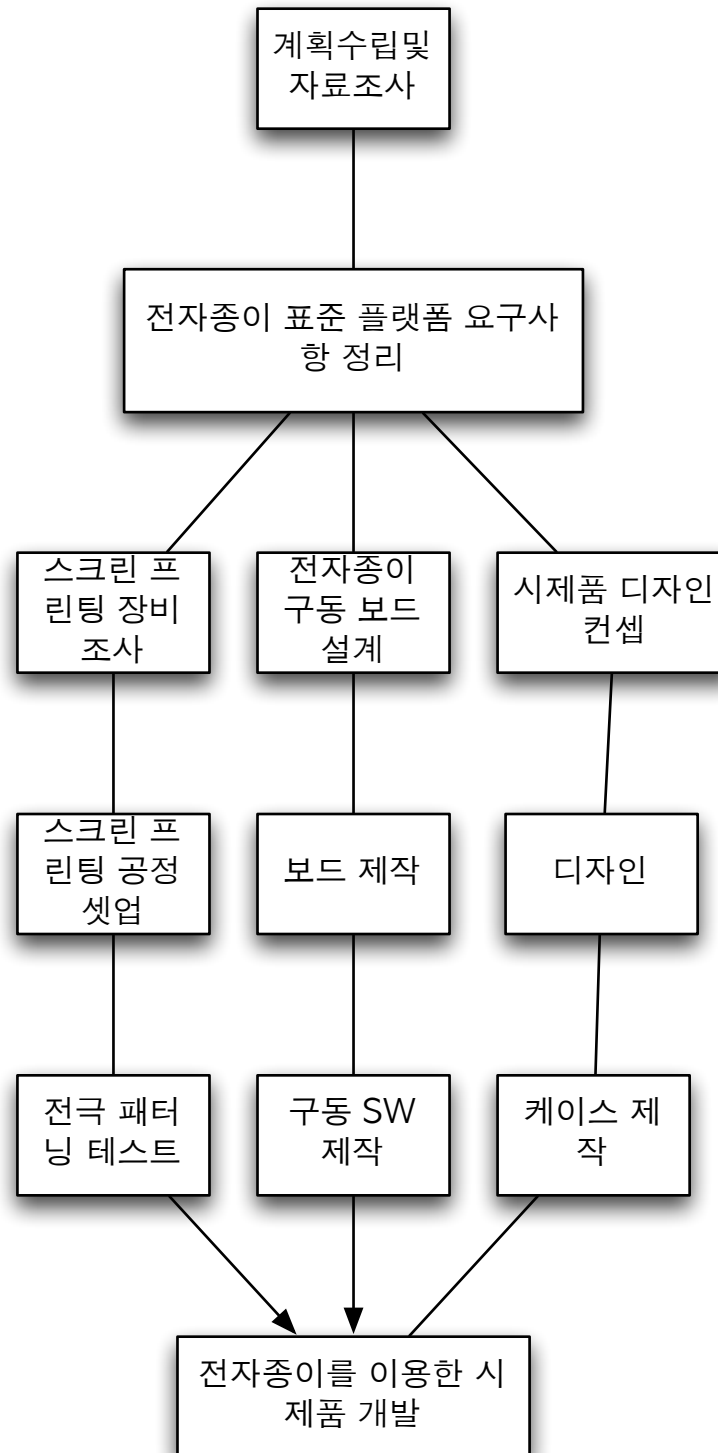 계획수립및
자료조사
전자종이 표준 플랫폼 요구사
항 정리
스크린 프
린팅 장비
조사
전자종이
구동 보드
설계
시제품 디자인
컨셉
스크린 프
린팅 공정
셋업
보드 제작
디자인
전극 패터
닝 테스트
구동 SW
제작
케이스 제
작
전자종이를 이용한 시
제품 개발